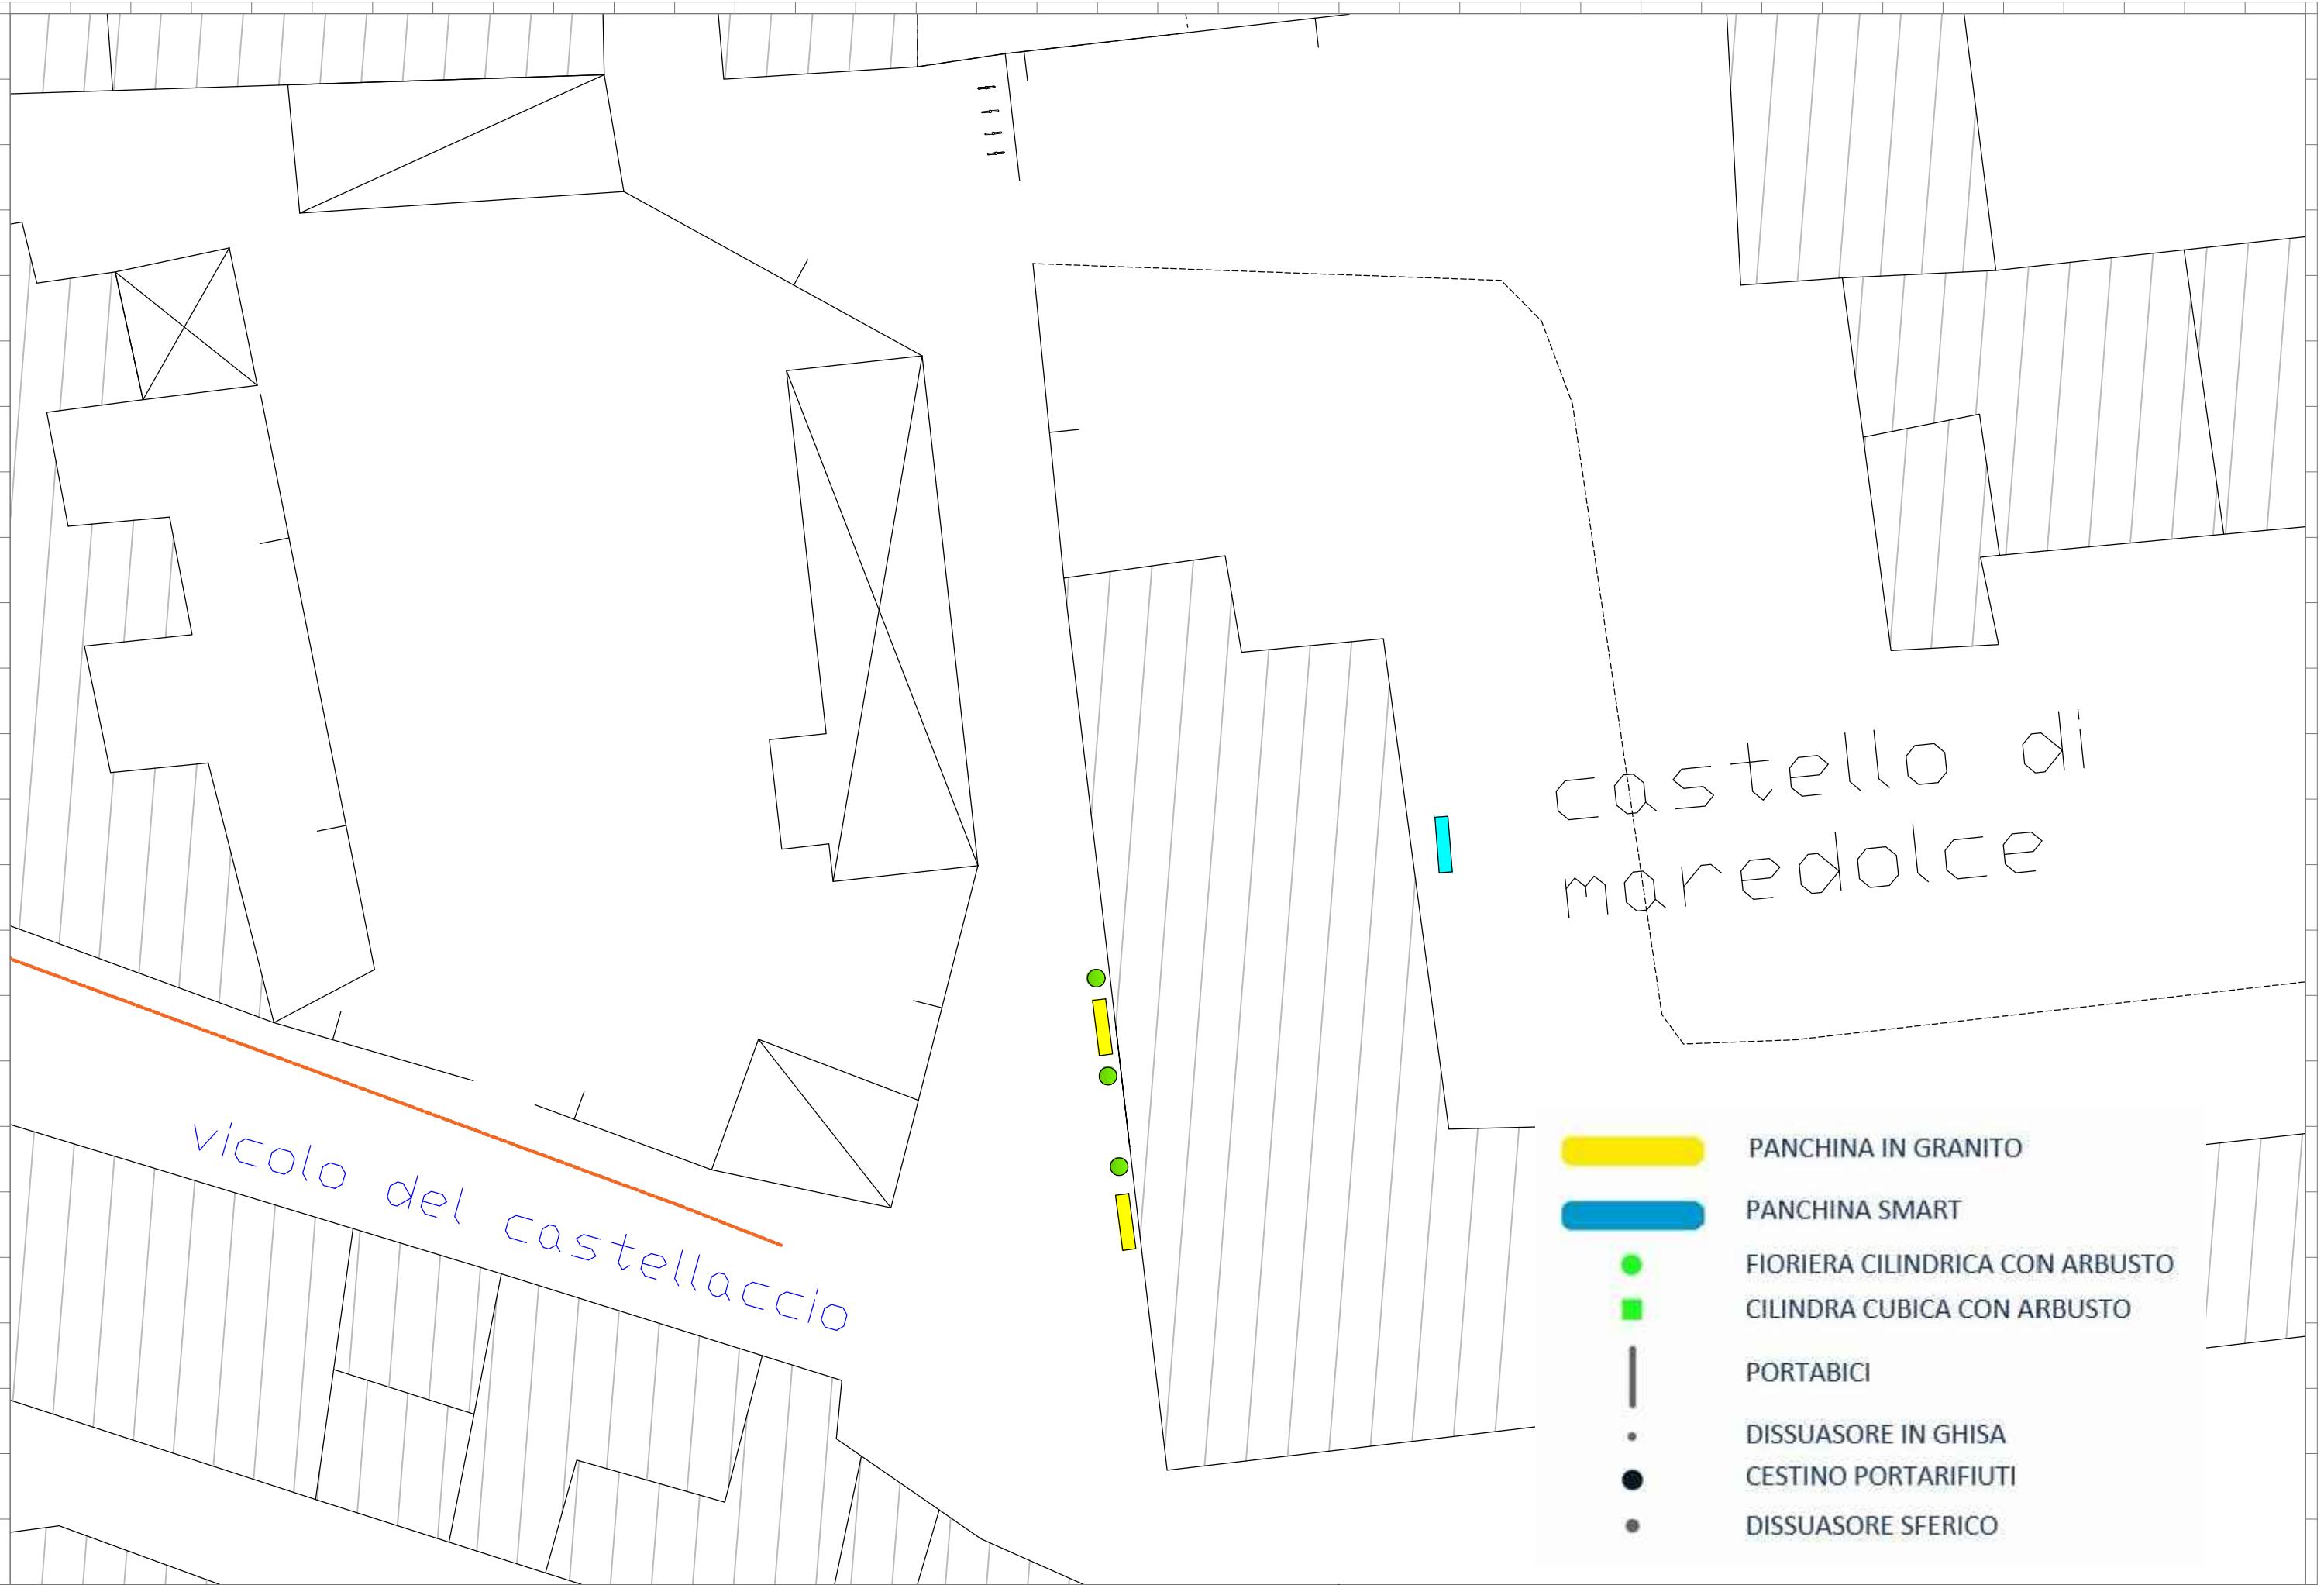 castello di
maredolce
vicolo del castellaccio
PANCHINA IN GRANITO
PANCHINA SMART
FIORIERA CILINDRICA CON ARBUSTO
CILINDRA CUBICA CON ARBUSTO
PORTABICI
DISSUASORE IN GHISA
CESTINO PORTARIFIUTI
DISSUASORE SFERICO